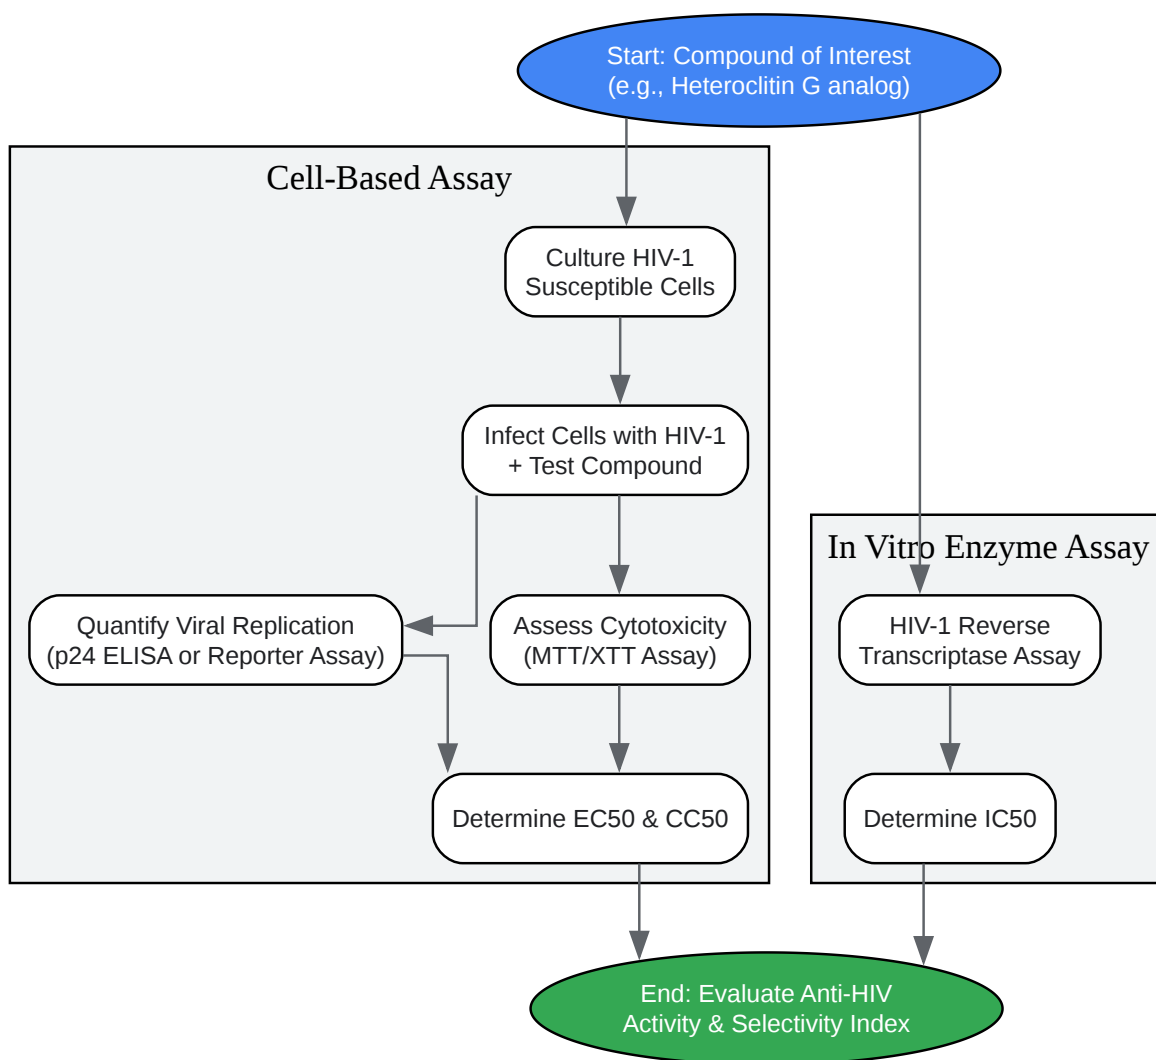 Start: Compound of Interest
(e.g., Heteroclitin G analog)
Cell-Based Assay
Culture HIV-1
Susceptible Cells
Infect Cells with HIV-1
+ Test Compound
Quantify Viral Replication
(p24 ELISA or Reporter Assay)
Assess Cytotoxicity
(MTT/XTT Assay)
Determine EC50 & CC50
In Vitro Enzyme Assay
HIV-1 Reverse
Transcriptase Assay
Determine IC50
End: Evaluate Anti-HIV
Activity & Selectivity Index